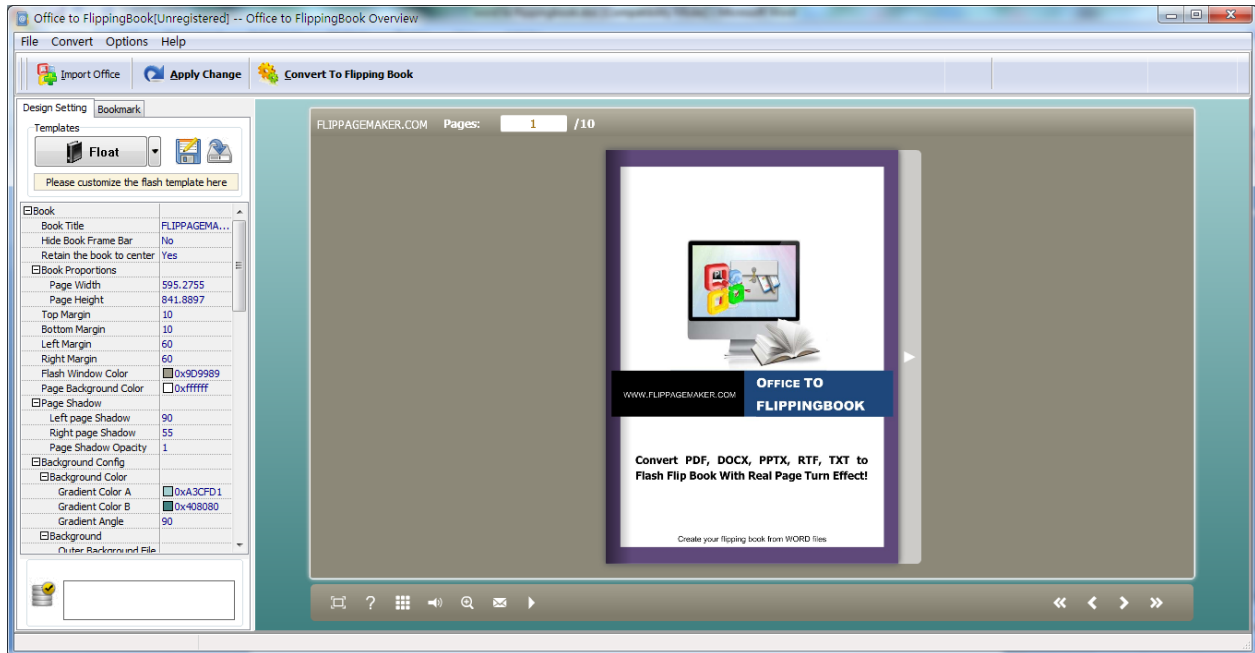 Office to FlippingBook[Unregistered] -- Office to FlippingBook Overview
File Convert Options Help
Import Office Apply Change Convert To Flipping Book
Design Setting Bookmark
Templates
Float
Please customize the flash template here
Book
Book Title FLIPPAGEMA...
Hide Book Frame Bar No
Retain the book to center Yes
Book Proportions
Page Width 595.2755
Page Height 841.8897
Top Margin 10
Bottom Margin 10
Left Margin 60
Right Margin 60
Flash Window Color 0x9D9989
Page Background Color 0xffffff
Page Shadow
Left page Shadow 90
Right page Shadow 55
Page Shadow Opacity 1
Background Config
Background Color
Gradient Color A 0xA3CFD1
Gradient Color B 0x408080
Gradient Angle 90
Background
Outer Background File
FLIPPAGEMAKER.COM Pages: 1 /10
WWW.FLIPPAGEMAKER.COM
OFFICE TO
FLIPPINGBOOK
Convert PDF, DOCX, PPTX, RTF, TXT to
Flash Flip Book With Real Page Turn Effect!
Create your flipping book from WORD files